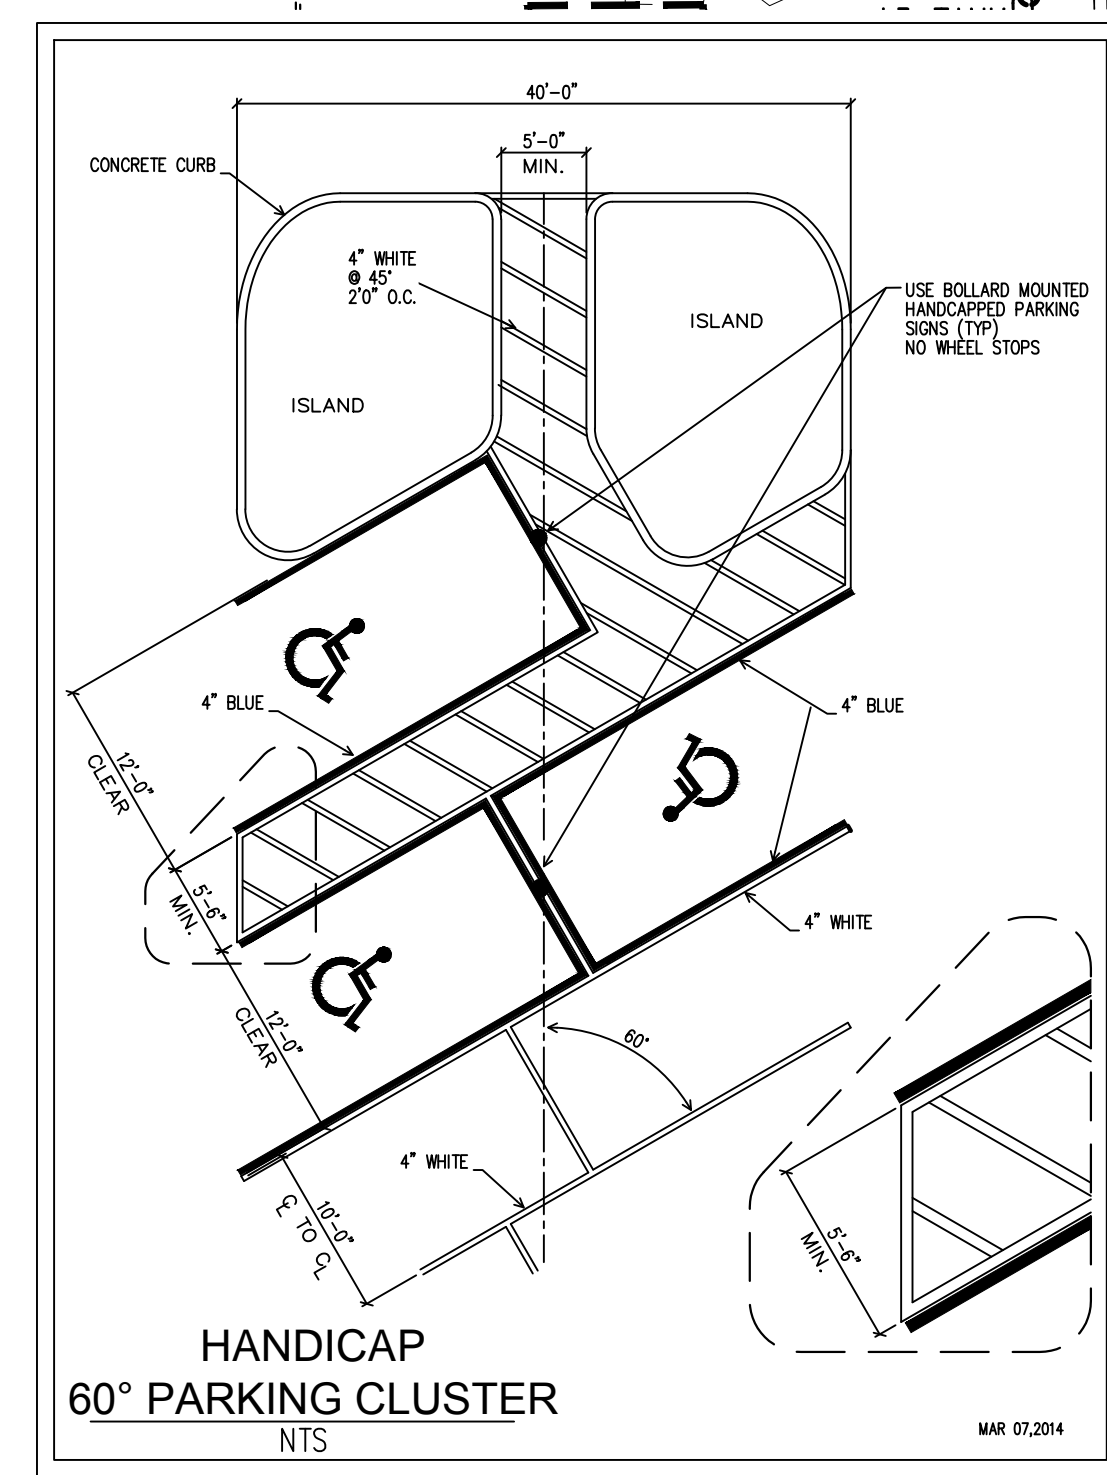 40'-0"
5'-0"
MIN.
CONCRETE CURB
4" WHITE
@ 45°
2'0" O.C.
ISLAND
ISLAND
USE BOLLARD MOUNTED
HANDCAPPED PARKING
SIGNS (TYP)
NO WHEEL STOPS
4" BLUE
4" BLUE
12'-0"
CLEAR
5'-6"
MIN.
4" WHITE
12'-0"
CLEAR
60°
4" WHITE
10'-0"
℄ TO ℄
5'-6"
MIN.
HANDICAP
60° PARKING CLUSTER
NTS
MAR 07,2014